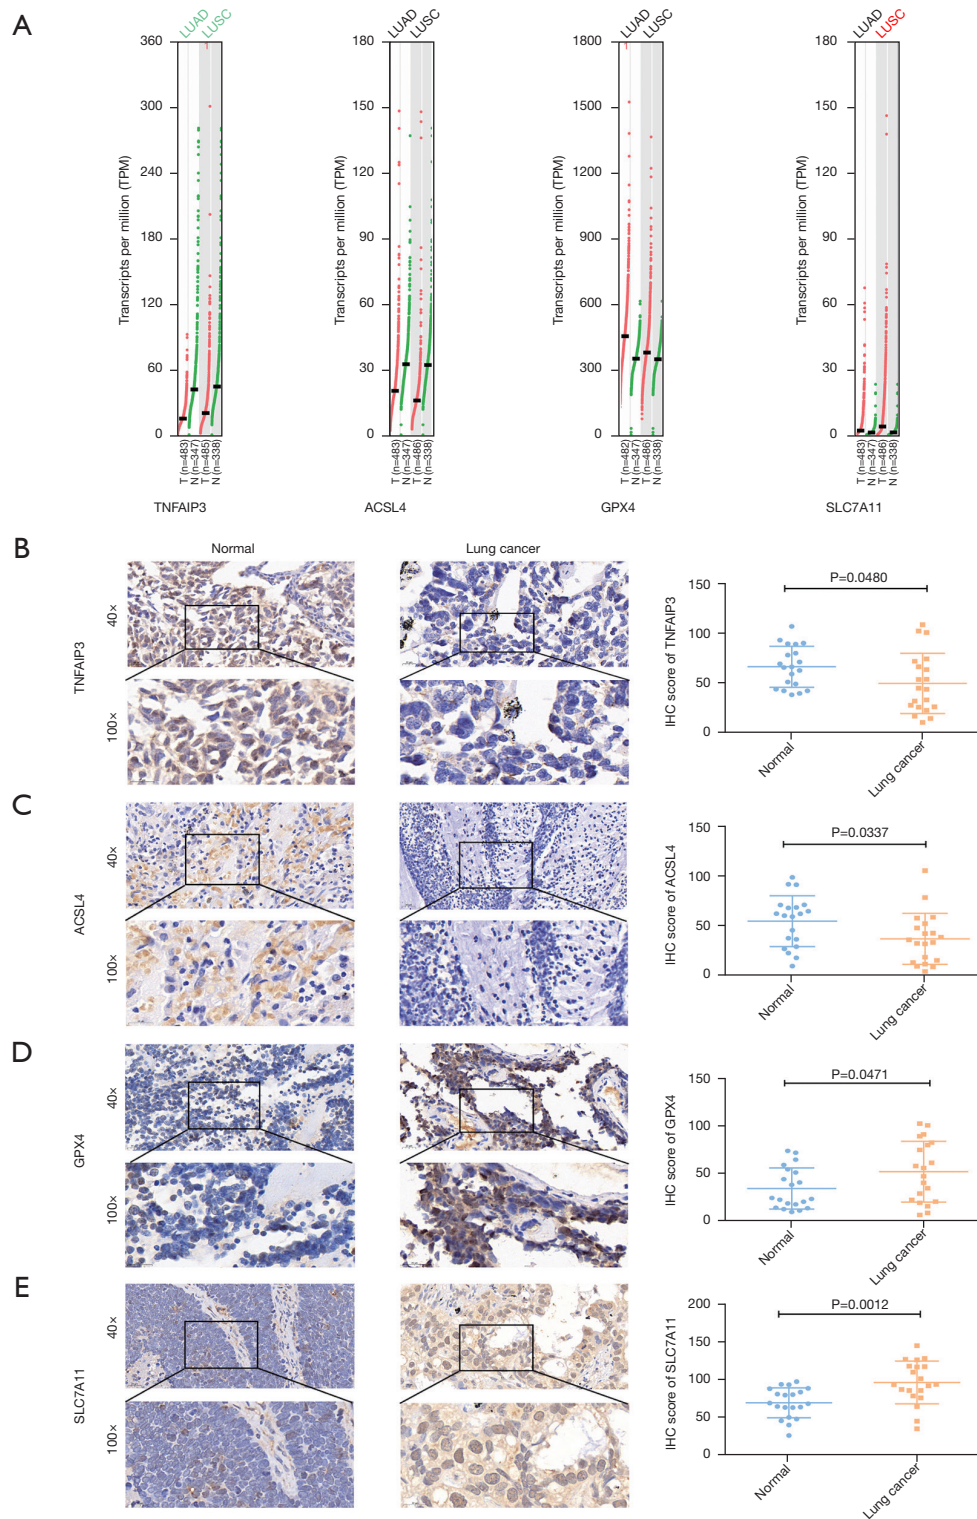 A
LUAD
LUSC
360
300
240
180
120
60
0
Transcripts per million (TPM)
T (n=483)
N (n=347)
T (n=485)
N (n=338)
TNFAIP3
LUAD
LUSC
180
150
120
90
60
30
0
Transcripts per million (TPM)
T (n=483)
N (n=347)
T (n=486)
N (n=338)
ACSL4
LUAD
LUSC
1800
1500
1200
900
600
300
0
Transcripts per million (TPM)
T (n=482)
N (n=347)
T (n=486)
N (n=338)
GPX4
LUAD
LUSC
180
150
120
90
60
30
0
Transcripts per million (TPM)
T (n=483)
N (n=347)
T (n=486)
N (n=338)
SLC7A11
B
Normal
Lung cancer
TNFAIP3
40×
100×
IHC score of TNFAIP3
150
100
50
0
P=0.0480
Normal
Lung cancer
C
ACSL4
40×
100×
IHC score of ACSL4
150
100
50
0
P=0.0337
Normal
Lung cancer
D
GPX4
40×
100×
IHC score of GPX4
150
100
50
0
P=0.0471
Normal
Lung cancer
E
SLC7A11
40×
100×
IHC score of SLC7A11
200
150
100
50
0
P=0.0012
Normal
Lung cancer